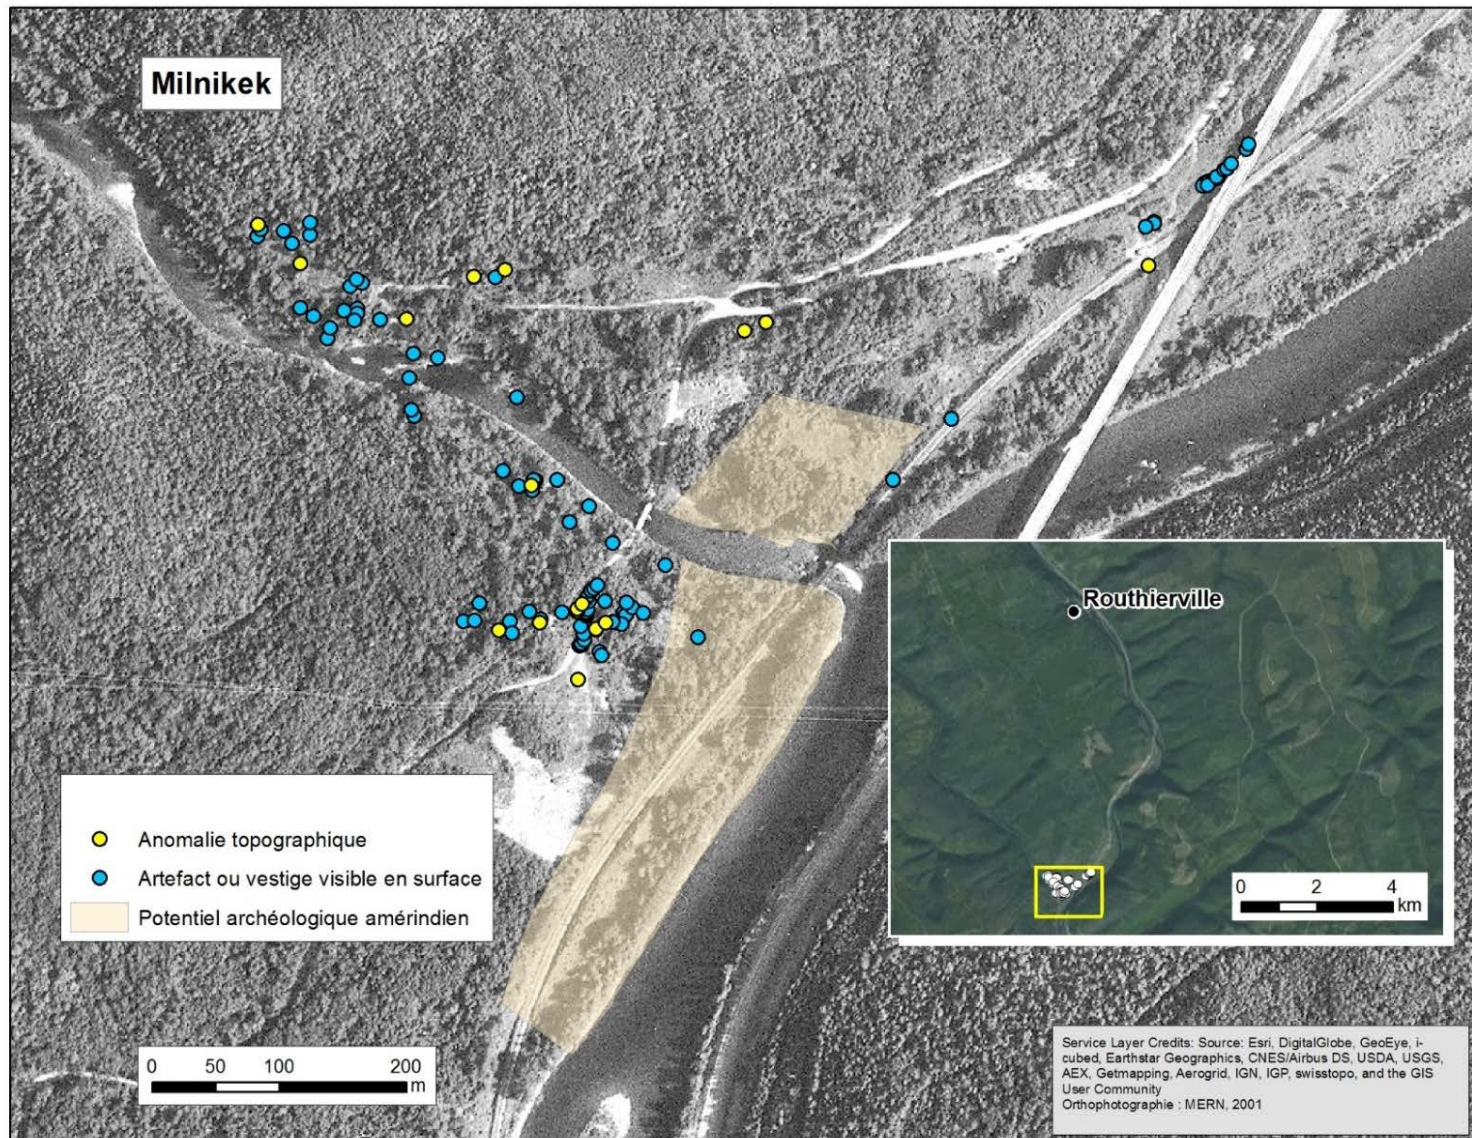 Milnikek
Routhierville
0 2 4
km
Anomalie topographique
Artefact ou vestige visible en surface
Potentiel archéologique amérindien
0 50 100 200
m
Service Layer Credits: Source: Esri, DigitalGlobe, GeoEye, i-
cubed, Earthstar Geographics, CNES/Airbus DS, USDA, USGS,
AEX, Getmapping, Aerogrid, IGN, IGP, swisstopo, and the GIS
User Community
Orthophotographie : MERN, 2001